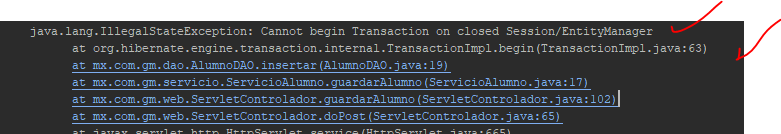 java.lang.IllegalStateException: Cannot begin Transaction on closed Session/EntityManager
at org.hibernate.engine.transaction.internal.TransactionImpl.begin(TransactionImpl.java:63)
at mx.com.gm.dao.AlumnoDAO.insertar(AlumnoDAO.java:19)
at mx.com.gm.servicio.ServicioAlumno.guardarAlumno(ServicioAlumno.java:17)
at mx.com.gm.web.ServletControlador.guardarAlumno(ServletControlador.java:102)
at mx.com.gm.web.ServletControlador.doPost(ServletControlador.java:65)
at javax.servlet.http.HttpServlet.service(HttpServlet.java:665)